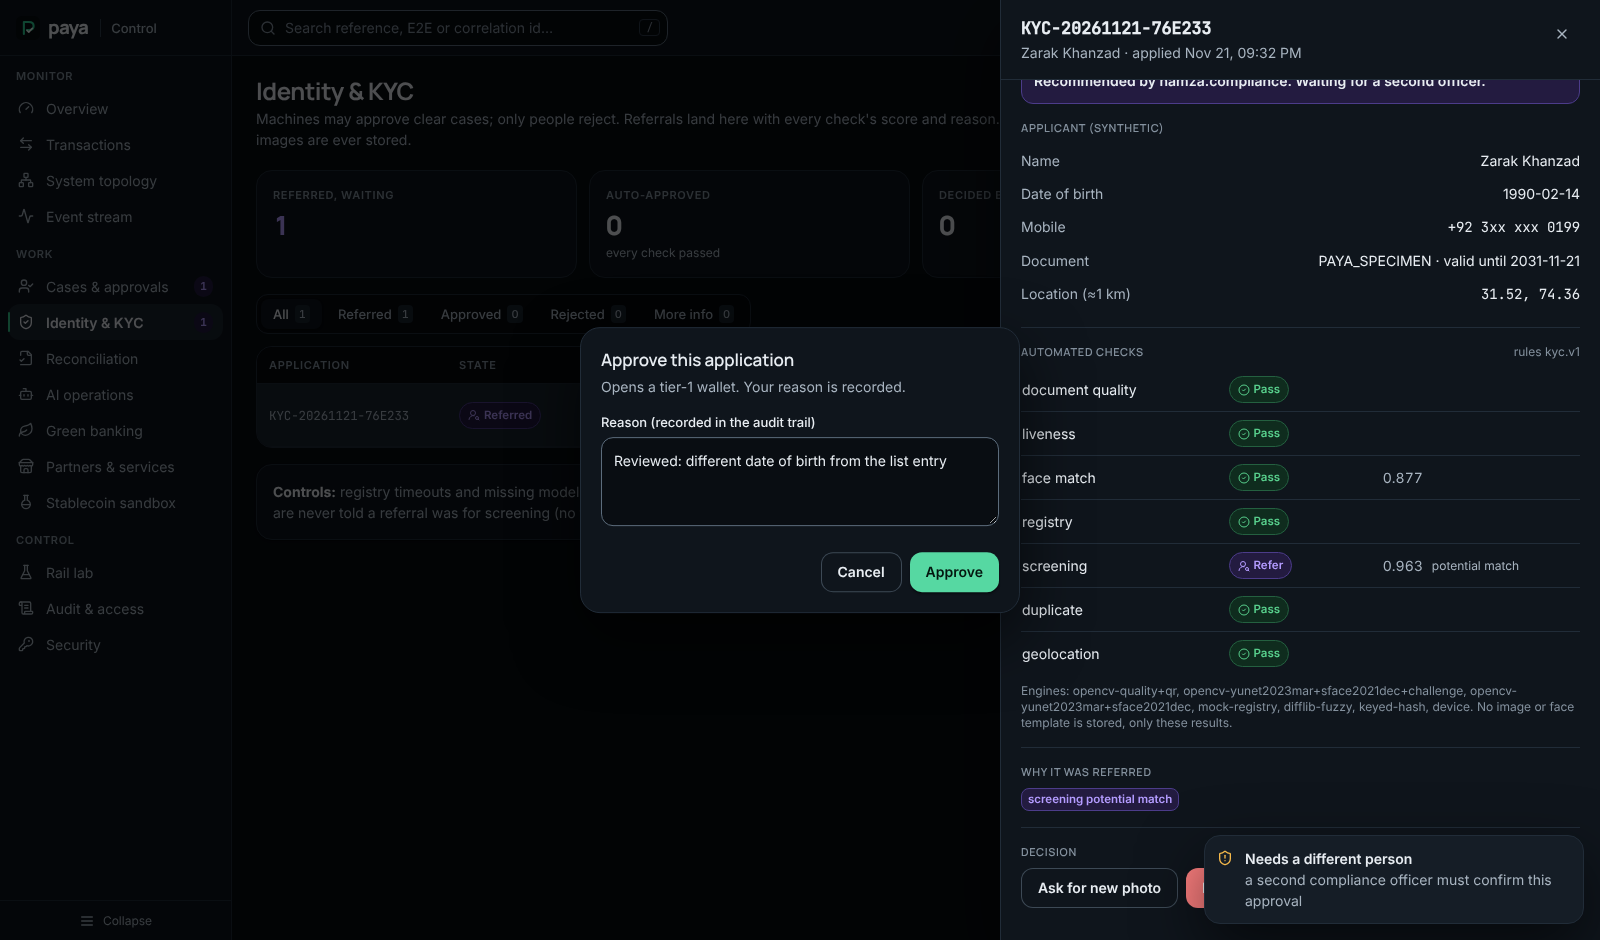 paya
Control
Search reference, E2E or correlation id...
/
MONITOR
Overview
Transactions
System topology
Event stream
WORK
Cases & approvals 1
Identity & KYC 1
Reconciliation
AI operations
Green banking
Partners & services
Stablecoin sandbox
CONTROL
Rail lab
Audit & access
Security
Collapse
Identity & KYC
Machines may approve clear cases; only people reject. Referrals land here with every check's score and reason.
images are ever stored.
REFERRED, WAITING
1
AUTO-APPROVED
0
every check passed
DECIDED
0
All 1 Referred 1 Approved 0 Rejected 0 More info 0
APPLICATION STATE
KYC-20261121-76E233 Referred
Controls: registry timeouts and missing model
are never told a referral was for screening (no
Approve this application
Opens a tier-1 wallet. Your reason is recorded.
Reason (recorded in the audit trail)
Reviewed: different date of birth from the list entry
Cancel Approve
KYC-20261121-76E233
Zarak Khanzad · applied Nov 21, 09:32 PM
Recommended by hamza.compliance. Waiting for a second officer.
APPLICANT (SYNTHETIC)
Name Zarak Khanzad
Date of birth 1990-02-14
Mobile +92 3xx xxx 0199
Document PAYA_SPECIMEN · valid until 2031-11-21
Location (≈1 km) 31.52, 74.36
AUTOMATED CHECKS rules kyc.v1
document quality Pass
liveness Pass
face match Pass 0.877
registry Pass
screening Refer 0.963 potential match
duplicate Pass
geolocation Pass
Engines: opencv-quality+qr, opencv-yunet2023mar+sface2021dec+challenge, opencv-
yunet2023mar+sface2021dec, mock-registry, difflib-fuzzy, keyed-hash, device. No image or face
template is stored, only these results.
WHY IT WAS REFERRED
screening potential match
DECISION
Ask for new photo
Needs a different person
a second compliance officer must confirm this
approval